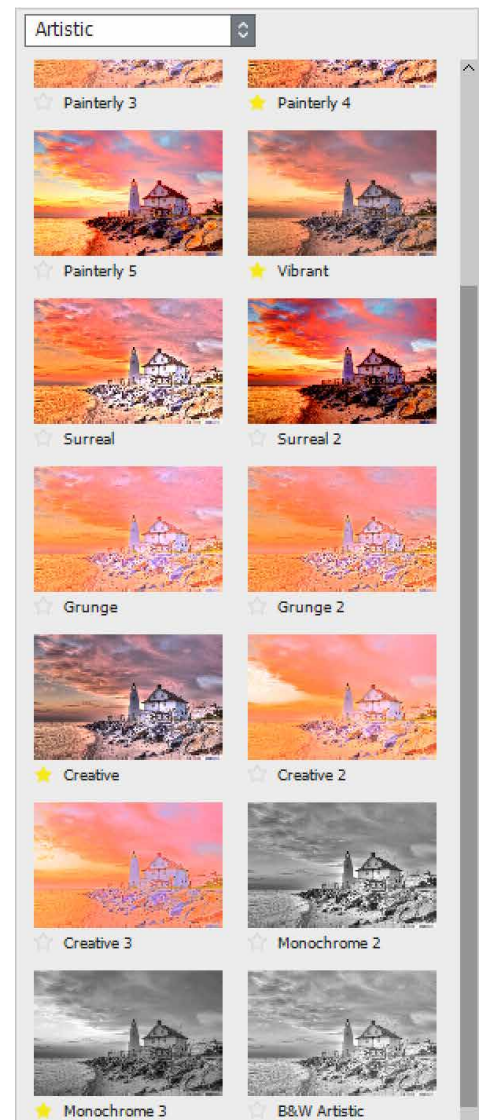 Artistic
Painterly 3
Painterly 4
Painterly 5
Vibrant
Surreal
Surreal 2
Grunge
Grunge 2
Creative
Creative 2
Creative 3
Monochrome 2
Monochrome 3
B&W Artistic